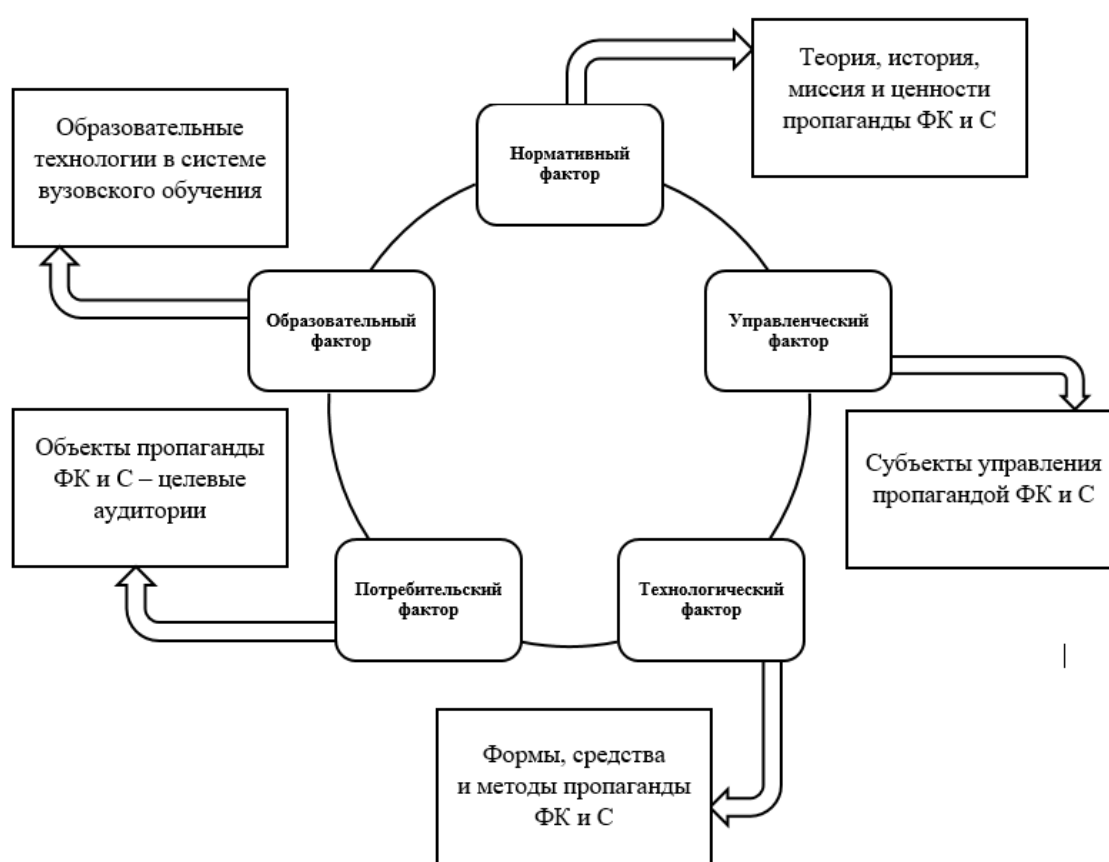 Теория, история,
миссия и ценности
пропаганды ФК и С
Образовательные
технологии в системе
вузовского обучения
Нормативный
фактор
Образовательный
фактор
Управленческий
фактор
Объекты пропаганды
ФК и С – целевые
аудитории
Субъекты управления
пропагандой ФК и С
Потребительский
фактор
Технологический
фактор
Формы, средства
и методы пропаганды
ФК и С